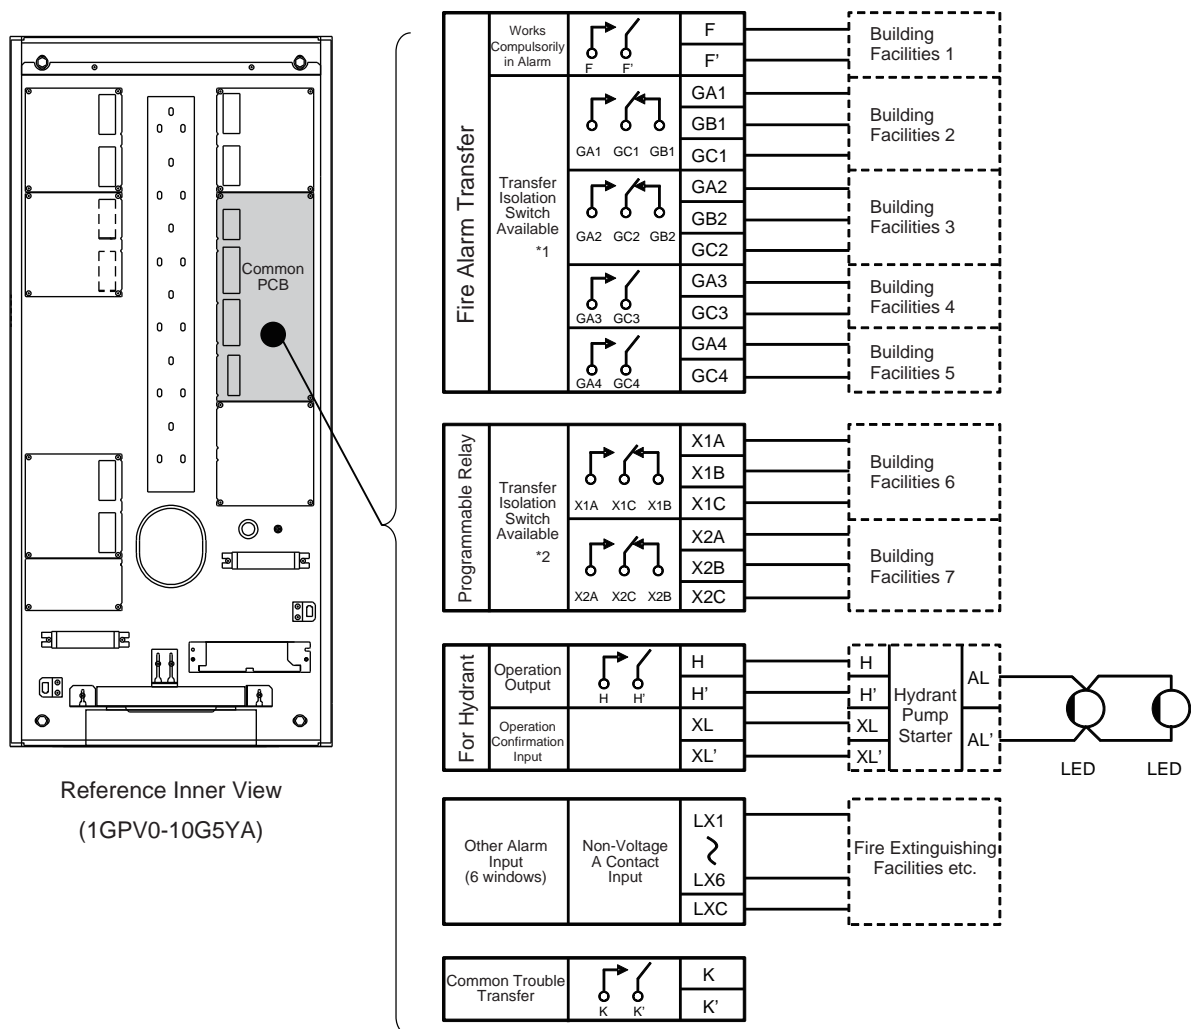 Common
PCB
Reference Inner View
(1GPV0-10G5YA)
Fire Alarm Transfer
Works
Compulsorily
in Alarm
F F'
F
F'
Building
Facilities 1
Transfer
Isolation
Switch
Available
*1
GA1 GC1 GB1
GA1
GB1
GC1
Building
Facilities 2
GA2 GC2 GB2
GA2
GB2
GC2
Building
Facilities 3
GA3 GC3
GA3
GC3
Building
Facilities 4
GA4 GC4
GA4
GC4
Building
Facilities 5
Programmable Relay
Transfer
Isolation
Switch
Available
*2
X1A X1C X1B
X1A
X1B
X1C
Building
Facilities 6
X2A X2C X2B
X2A
X2B
X2C
Building
Facilities 7
For Hydrant
Operation
Output
H H'
H
H'
Operation
Confirmation
Input
XL
XL'
H
H'
XL
XL'
Hydrant
Pump
Starter
AL
AL'
LED LED
Other Alarm
Input
(6 windows)
Non-Voltage
A Contact
Input
LX1
LX6
LXC
Fire Extinguishing
Facilities etc.
Common Trouble
Transfer
K K'
K
K'